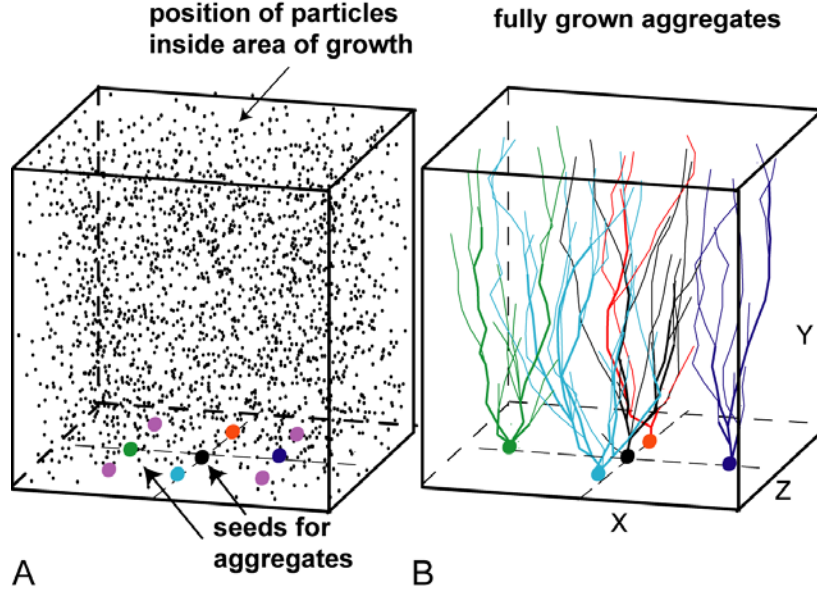 position of particles
inside area of growth
fully grown aggregates
seeds for
aggregates
Y
Z
X
A
B